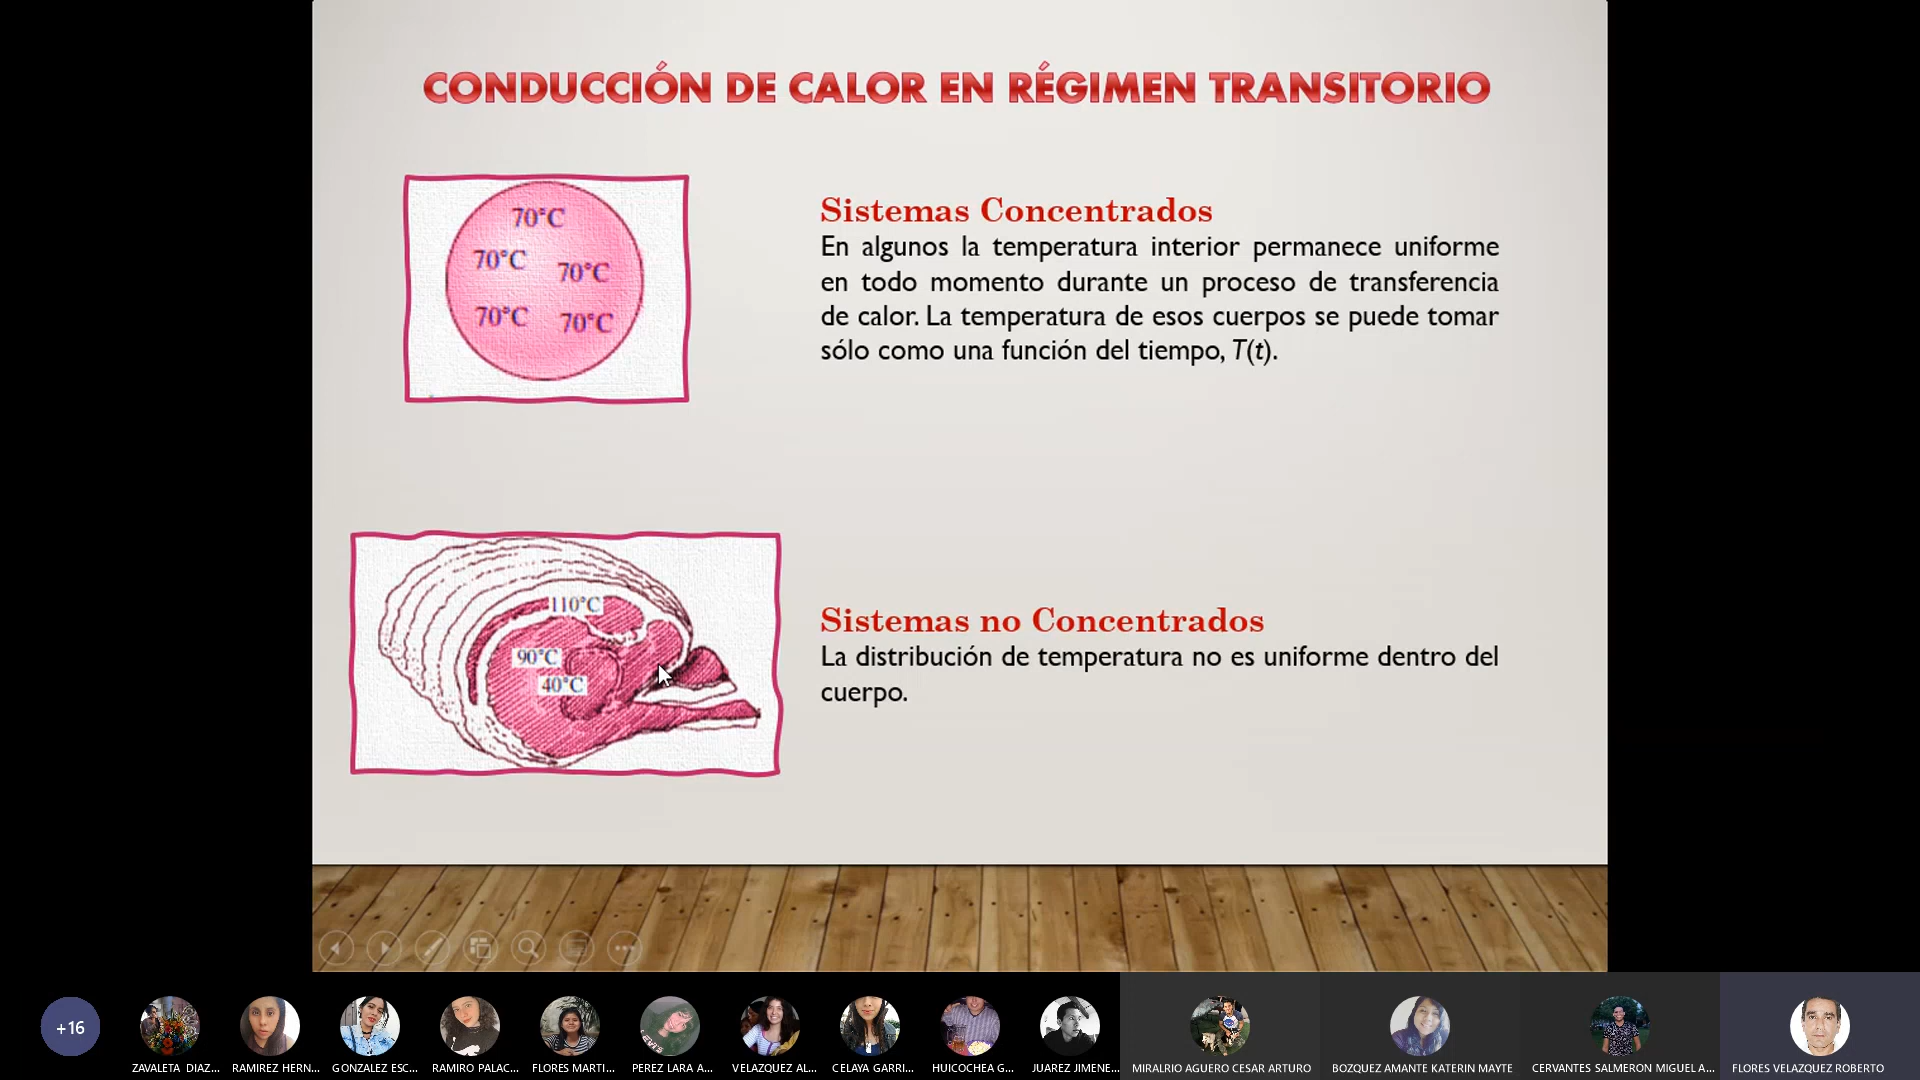 CONDUCCIÓN DE CALOR EN RÉGIMEN TRANSITORIO
70°C
70°C
70°C
70°C
70°C
Sistemas Concentrados
En algunos la temperatura interior permanece uniforme
en todo momento durante un proceso de transferencia
de calor. La temperatura de esos cuerpos se puede tomar
sólo como una función del tiempo, T(t).
110°C
90°C
40°C
Sistemas no Concentrados
La distribución de temperatura no es uniforme dentro del
cuerpo.
+16
ZAVALETA DIAZ...
RAMIREZ HERN...
GONZALEZ ESC...
RAMIRO PALAC...
FLORES MARTI...
PEREZ LARA A...
VELAZQUEZ AL...
CELAYA GARRI...
HUICOCHEA G...
JUAREZ JIMENE...
MIRALRIO AGUERO CESAR ARTURO
BOZQUEZ AMANTE KATERIN MAYTE
CERVANTES SALMERON MIGUEL A...
FLORES VELAZQUEZ ROBERTO